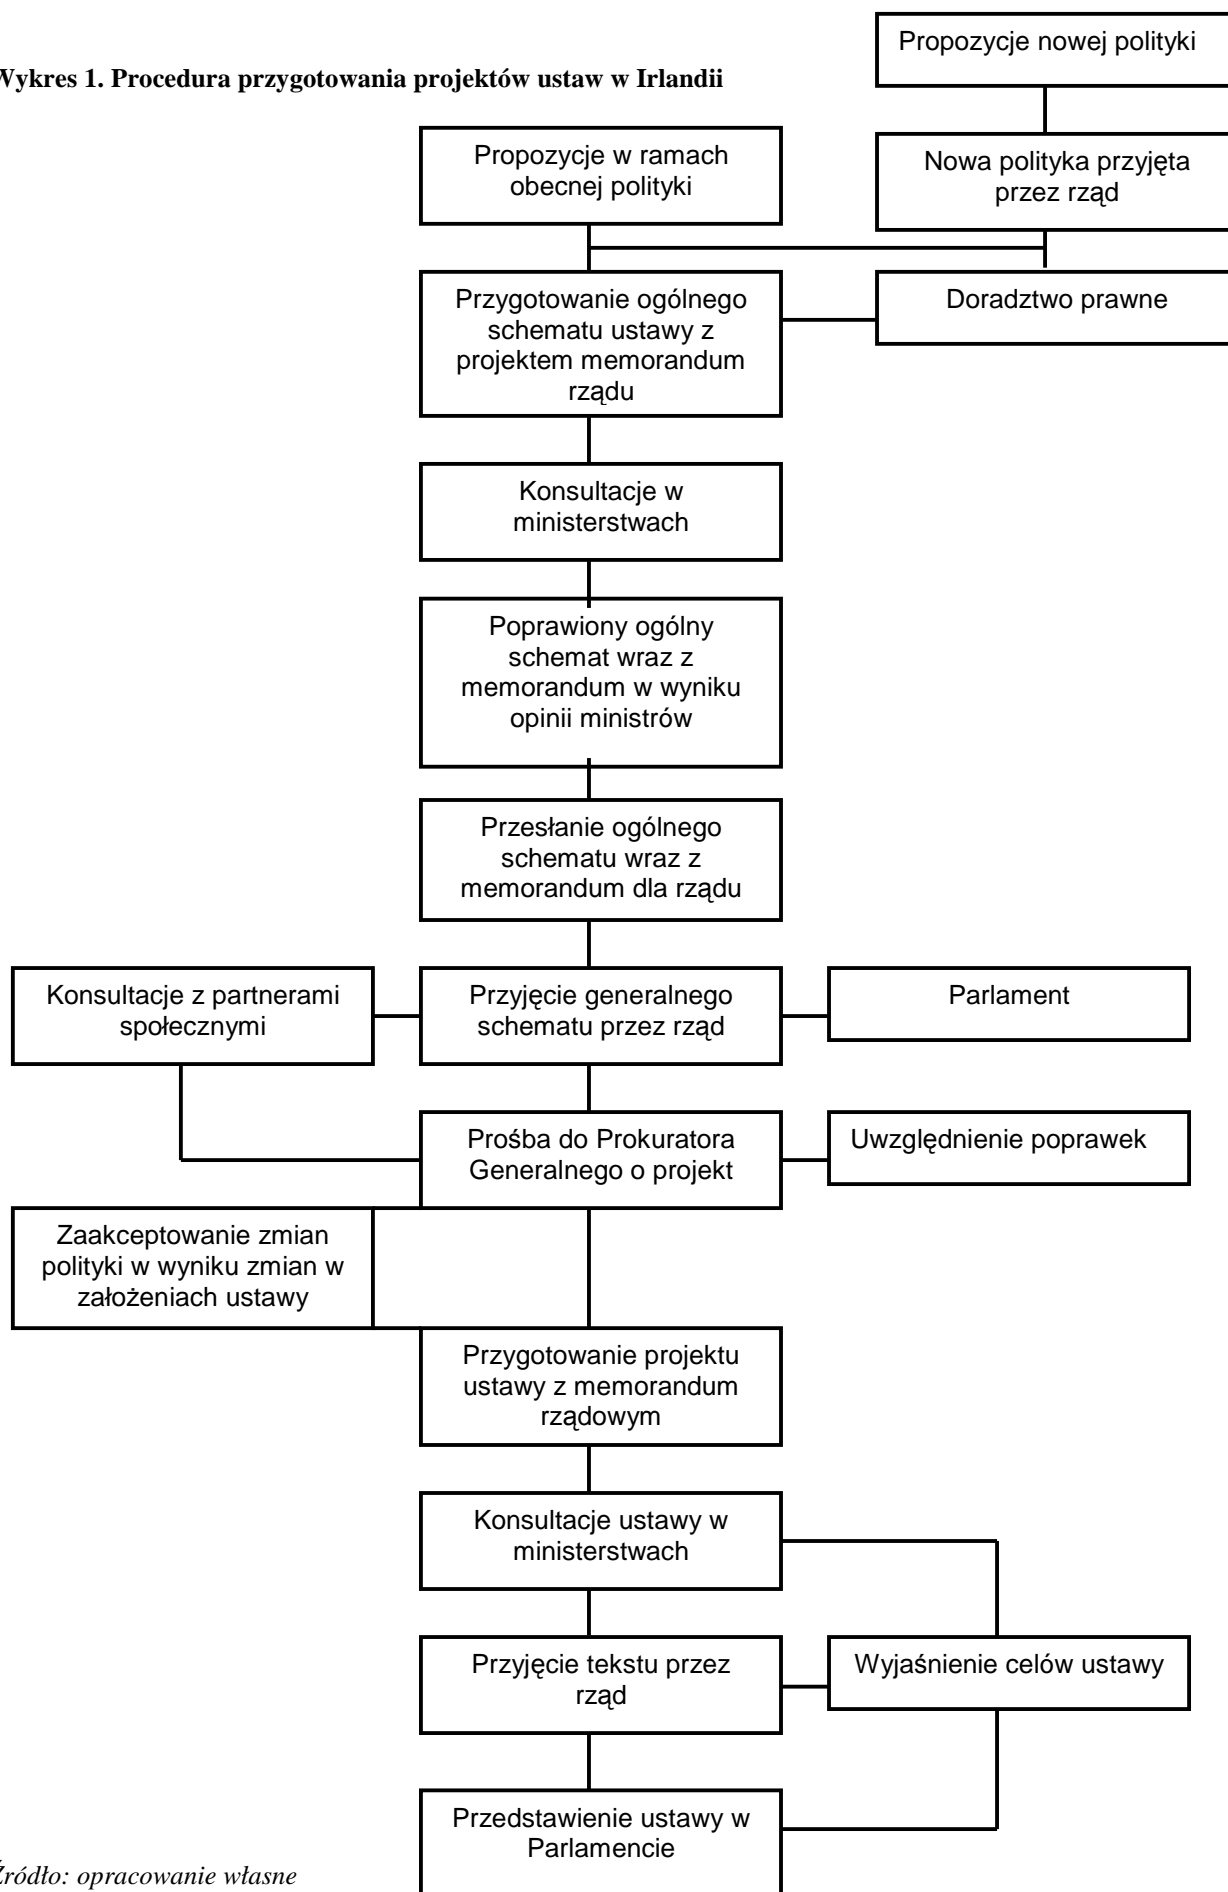 Propozycje nowej polityki
Wykres 1. Procedura przygotowania projektów ustaw w Irlandii
Propozycje w ramach
obecnej polityki
Nowa polityka przyjęta
przez rząd
Przygotowanie ogólnego
schematu ustawy z
projektem memorandum
rządu
Doradztwo prawne
Konsultacje w
ministerstwach
Poprawiony ogólny
schemat wraz z
memorandum w wyniku
opinii ministrów
Przesłanie ogólnego
schematu wraz z
memorandum dla rządu
Konsultacje z partnerami
społecznymi
Przyjęcie generalnego
schematu przez rząd
Parlament
Prośba do Prokuratora
Generalnego o projekt
Uwzględnienie poprawek
Zaakceptowanie zmian
polityki w wyniku zmian w
założeniach ustawy
Przygotowanie projektu
ustawy z memorandum
rządowym
Konsultacje ustawy w
ministerstwach
Przyjęcie tekstu przez
rząd
Wyjaśnienie celów ustawy
Przedstawienie ustawy w
Parlamencie
Źródło: opracowanie własne